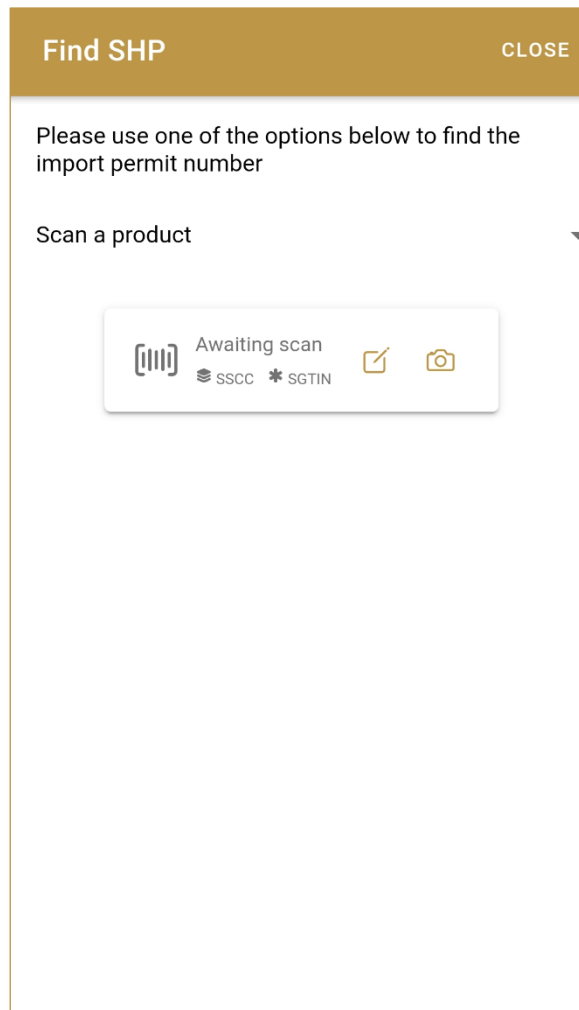 Find SHP
CLOSE
Please use one of the options below to find the
import permit number
Scan a product
Awaiting scan
SSCC SGTIN